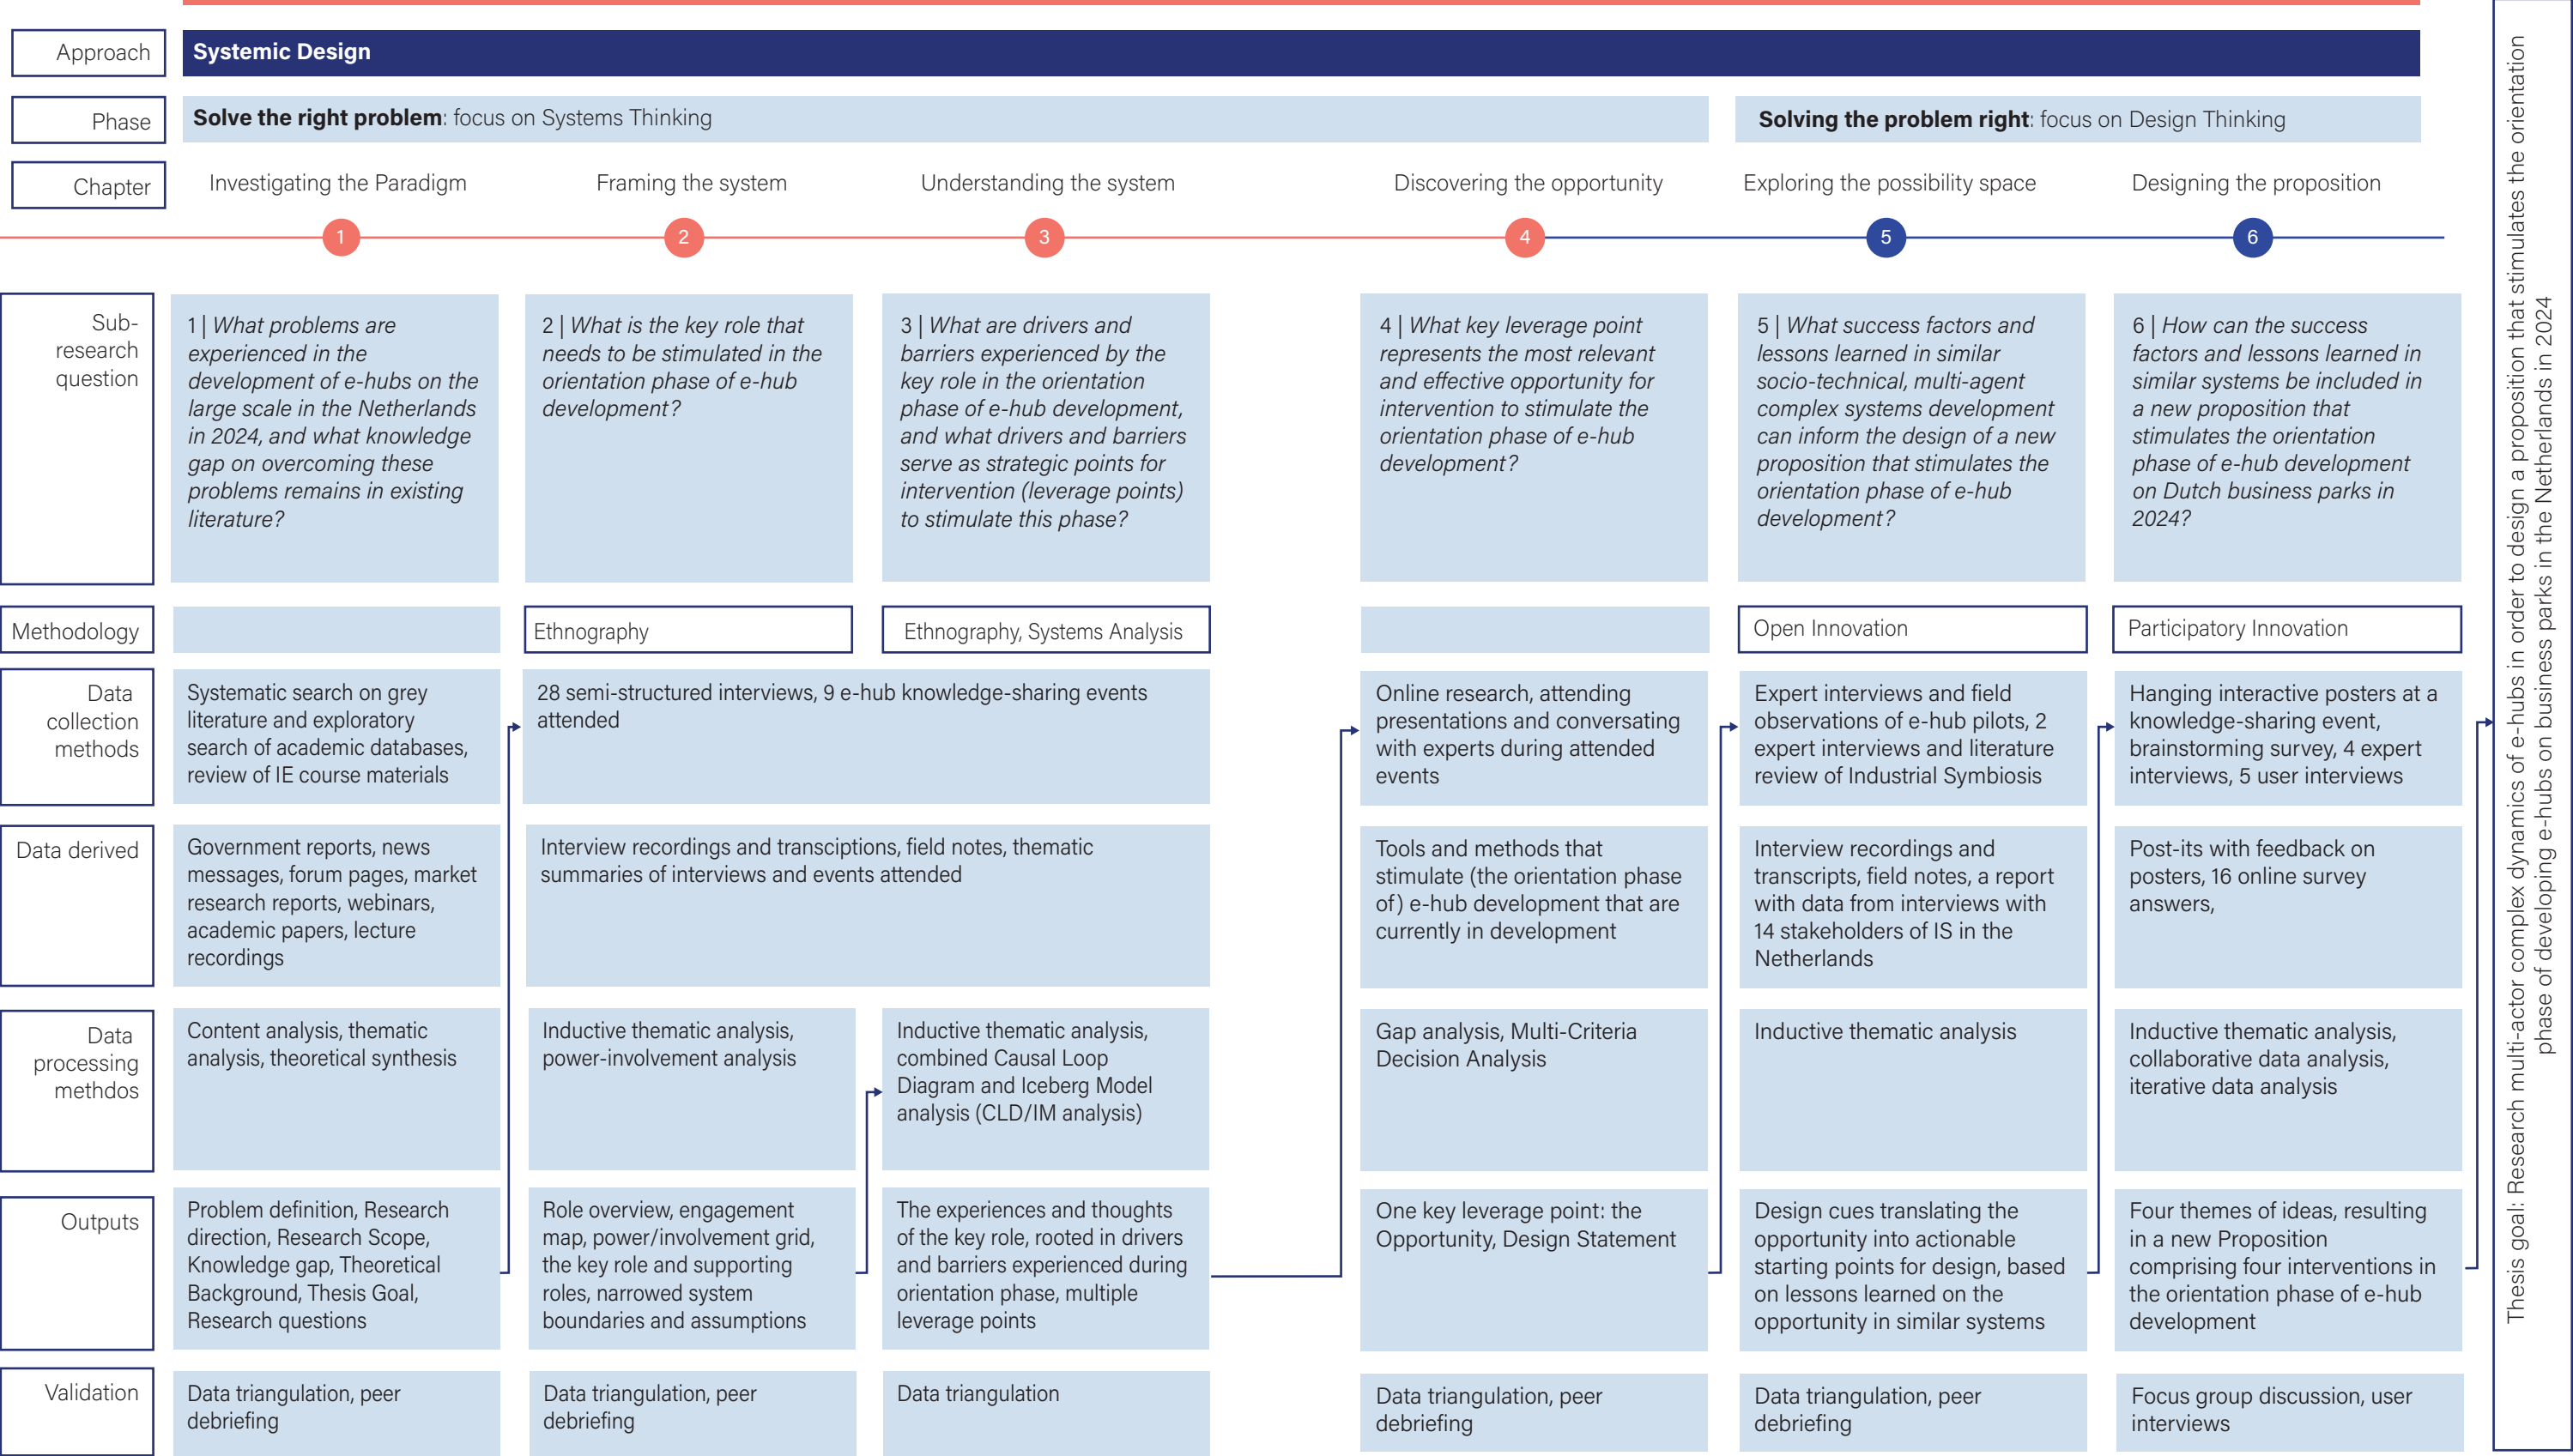 Approach
Systemic Design
Phase
Solve the right problem: focus on Systems Thinking
Solving the problem right: focus on Design Thinking
Chapter
Investigating the Paradigm
Framing the system
Understanding the system
Discovering the opportunity
Exploring the possibility space
Designing the proposition
1
2
3
4
5
6
Sub-
research
question
1 | What problems are
experienced in the
development of e-hubs on the
large scale in the Netherlands
in 2024, and what knowledge
gap on overcoming these
problems remains in existing
literature?
2 | What is the key role that
needs to be stimulated in the
orientation phase of e-hub
development?
3 | What are drivers and
barriers experienced by the
key role in the orientation
phase of e-hub development,
and what drivers and barriers
serve as strategic points for
intervention (leverage points)
to stimulate this phase?
4 | What key leverage point
represents the most relevant
and effective opportunity for
intervention to stimulate the
orientation phase of e-hub
development?
5 | What success factors and
lessons learned in similar
socio-technical, multi-agent
complex systems development
can inform the design of a new
proposition that stimulates the
orientation phase of e-hub
development?
6 | How can the success
factors and lessons learned in
similar systems be included in
a new proposition that
stimulates the orientation
phase of e-hub development
on Dutch business parks in
2024?
Methodology
Ethnography
Ethnography, Systems Analysis
Open Innovation
Participatory Innovation
Data
collection
methods
Systematic search on grey
literature and exploratory
search of academic databases,
review of IE course materials
28 semi-structured interviews, 9 e-hub knowledge-sharing events
attended
Online research, attending
presentations and conversating
with experts during attended
events
Expert interviews and field
observations of e-hub pilots, 2
expert interviews and literature
review of Industrial Symbiosis
Hanging interactive posters at a
knowledge-sharing event,
brainstorming survey, 4 expert
interviews, 5 user interviews
Data derived
Government reports, news
messages, forum pages, market
research reports, webinars,
academic papers, lecture
recordings
Interview recordings and transciptions, field notes, thematic
summaries of interviews and events attended
Tools and methods that
stimulate (the orientation phase
of) e-hub development that are
currently in development
Interview recordings and
transcripts, field notes, a report
with data from interviews with
14 stakeholders of IS in the
Netherlands
Post-its with feedback on
posters, 16 online survey
answers,
Data
processing
methdos
Content analysis, thematic
analysis, theoretical synthesis
Inductive thematic analysis,
power-involvement analysis
Inductive thematic analysis,
combined Causal Loop
Diagram and Iceberg Model
analysis (CLD/IM analysis)
Gap analysis, Multi-Criteria
Decision Analysis
Inductive thematic analysis
Inductive thematic analysis,
collaborative data analysis,
iterative data analysis
Outputs
Problem definition, Research
direction, Research Scope,
Knowledge gap, Theoretical
Background, Thesis Goal,
Research questions
Role overview, engagement
map, power/involvement grid,
the key role and supporting
roles, narrowed system
boundaries and assumptions
The experiences and thoughts
of the key role, rooted in drivers
and barriers experienced during
orientation phase, multiple
leverage points
One key leverage point: the
Opportunity, Design Statement
Design cues translating the
opportunity into actionable
starting points for design, based
on lessons learned on the
opportunity in similar systems
Four themes of ideas, resulting
in a new Proposition
comprising four interventions in
the orientation phase of e-hub
development
Validation
Data triangulation, peer
debriefing
Data triangulation, peer
debriefing
Data triangulation
Data triangulation, peer
debriefing
Data triangulation, peer
debriefing
Focus group discussion, user
interviews
Thesis goal: Research multi-actor complex dynamics of e-hubs in order to design a proposition that stimulates the orientation
phase of developing e-hubs on business parks in the Netherlands in 2024